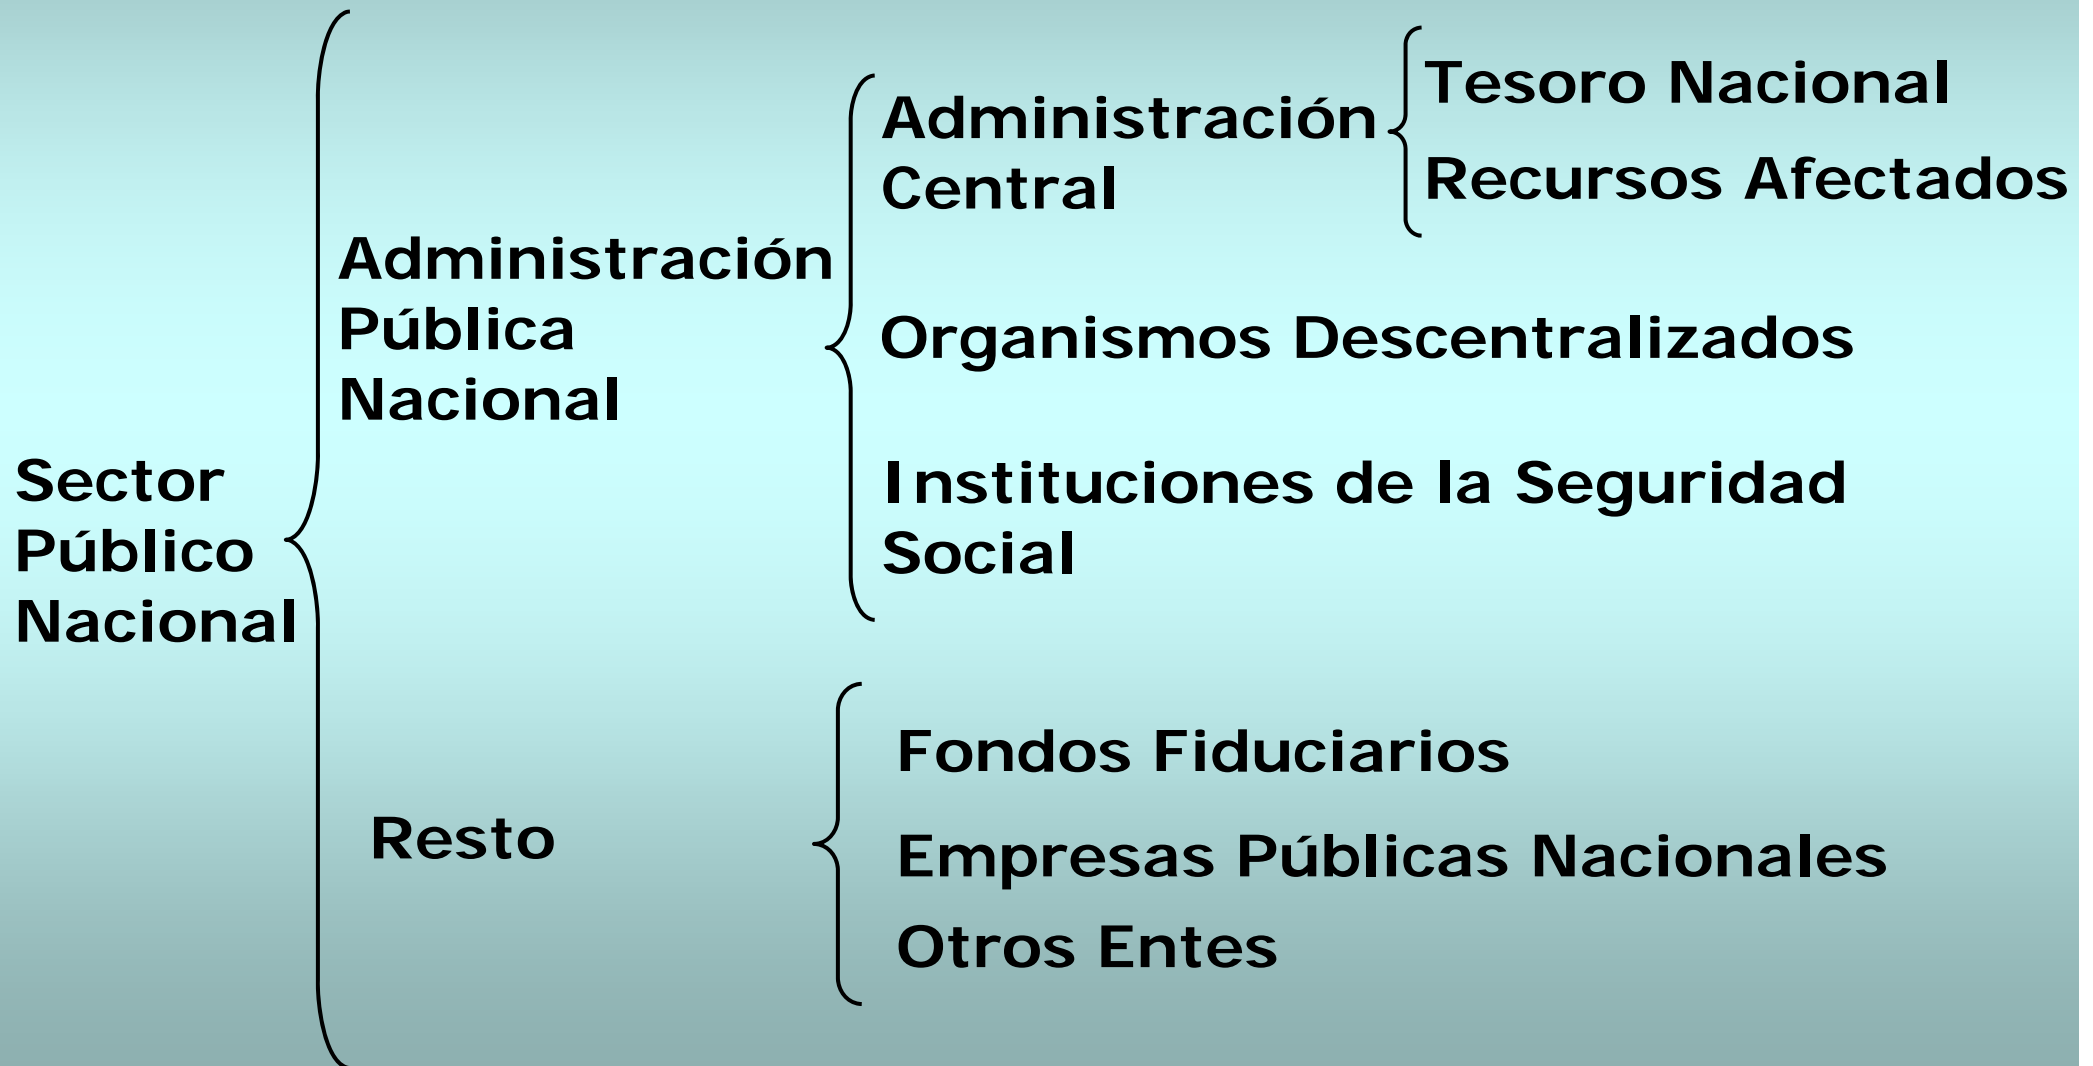 Sector
Público
Nacional
Administración
Pública
Nacional
Administración
Central
Tesoro Nacional
Recursos Afectados
Organismos Descentralizados
Instituciones de la Seguridad
Social
Resto
Fondos Fiduciarios
Empresas Públicas Nacionales
Otros Entes